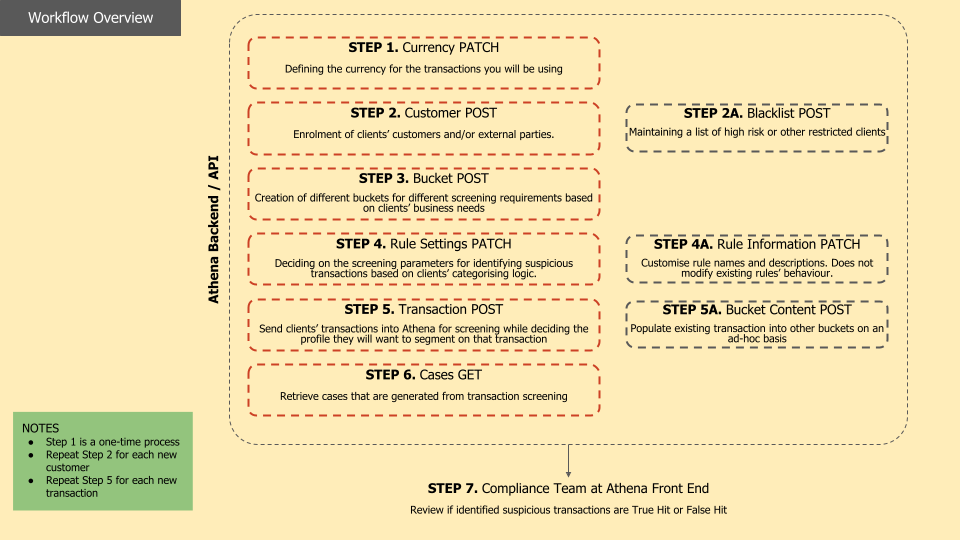 Workflow Overview
STEP 1. Currency PATCH
Defining the currency for the transactions you will be using
STEP 2. Customer POST
Enrolment of clients’ customers and/or external parties.
STEP 2A. Blacklist POST
Maintaining a list of high risk or other restricted clients
STEP 3. Bucket POST
Creation of different buckets for different screening requirements based
on clients’ business needs
Athena Backend / API
STEP 4. Rule Settings PATCH
Deciding on the screening parameters for identifying suspicious
transactions based on clients’ categorising logic.
STEP 4A. Rule Information PATCH
Customise rule names and descriptions. Does not
modify existing rules’ behaviour.
STEP 5. Transaction POST
Send clients’ transactions into Athena for screening while deciding the
profile they will want to segment on that transaction
STEP 5A. Bucket Content POST
Populate existing transaction into other buckets on an
ad-hoc basis
STEP 6. Cases GET
Retrieve cases that are generated from transaction screening
NOTES
● Step 1 is a one-time process
● Repeat Step 2 for each new
customer
● Repeat Step 5 for each new
transaction
STEP 7. Compliance Team at Athena Front End
Review if identified suspicious transactions are True Hit or False Hit